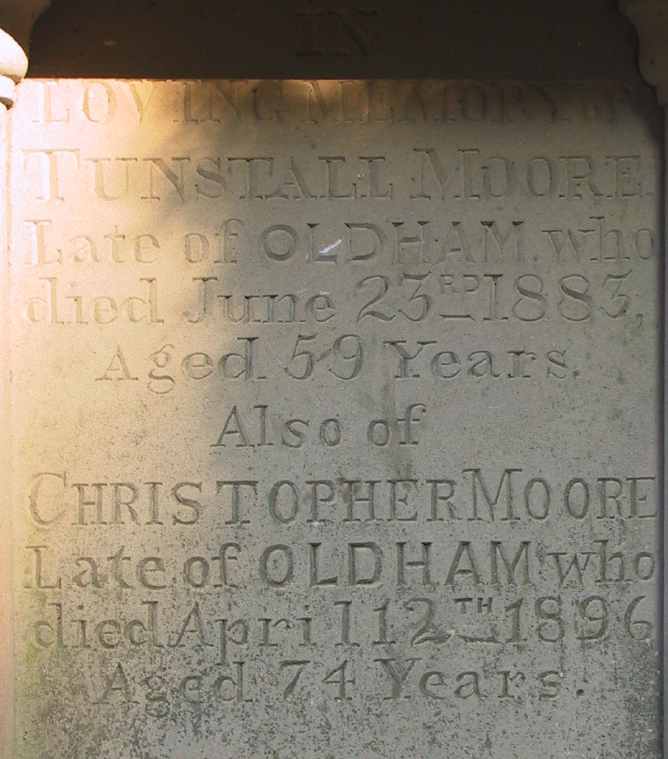 IN
LOVING MEMORY OF
TUNSTALL MOORE.
Late of OLDHAM. who
died June 23RD 1883,
Aged 59 Years.
Also of
CHRISTOPHER MOORE
Late of OLDHAM who
died April 12TH 1896
Aged 74 Years.